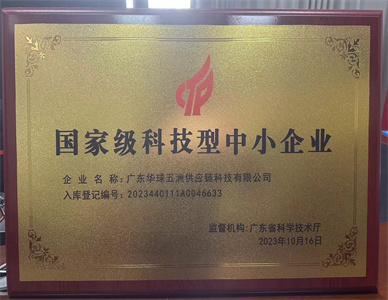 国家级科技型中小企业
企 业 名 称：广东华球五洲供应链科技有限公司
入库登记编号：2023440111A0046633
监督机构：广东省科学技术厅
2023年10月16日